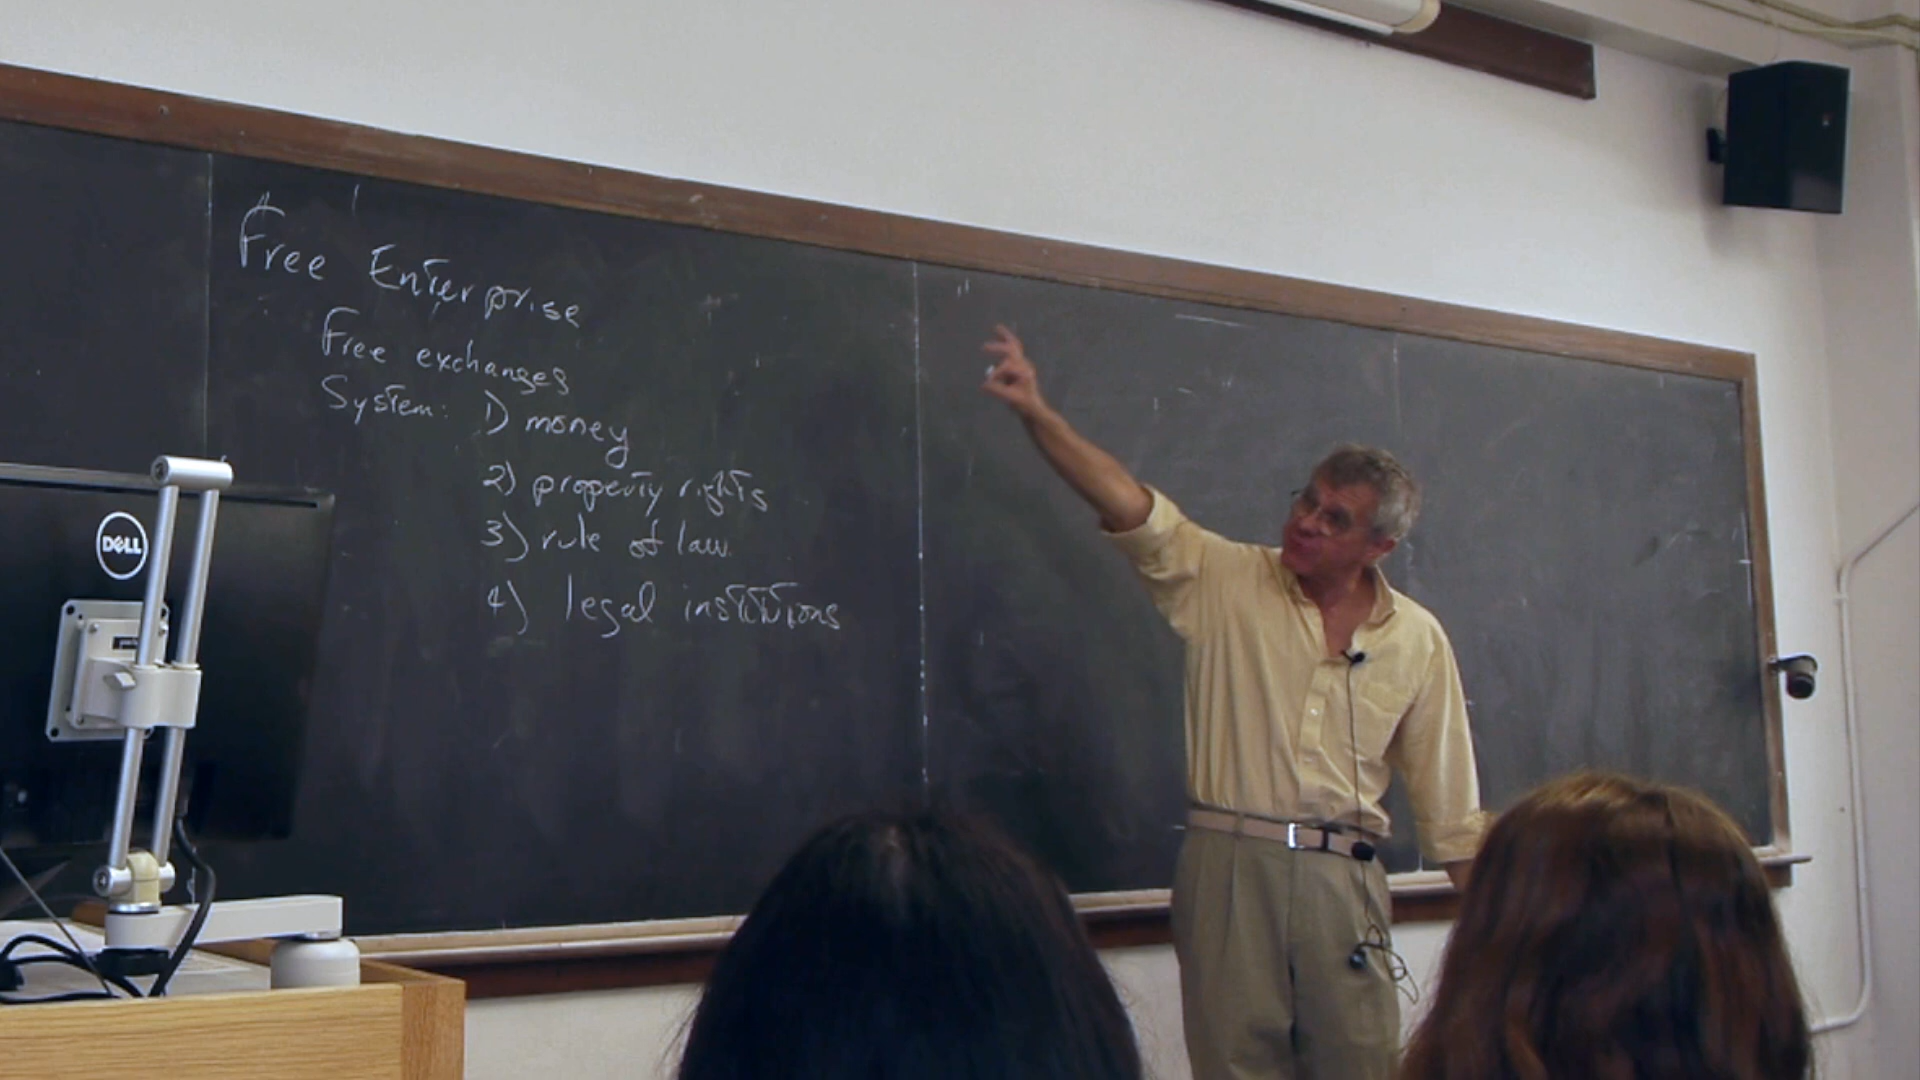 Free Enterprise
Free exchanges
System: 1) money
2) property rights
3) rule of law.
4) legal institutions
DELL